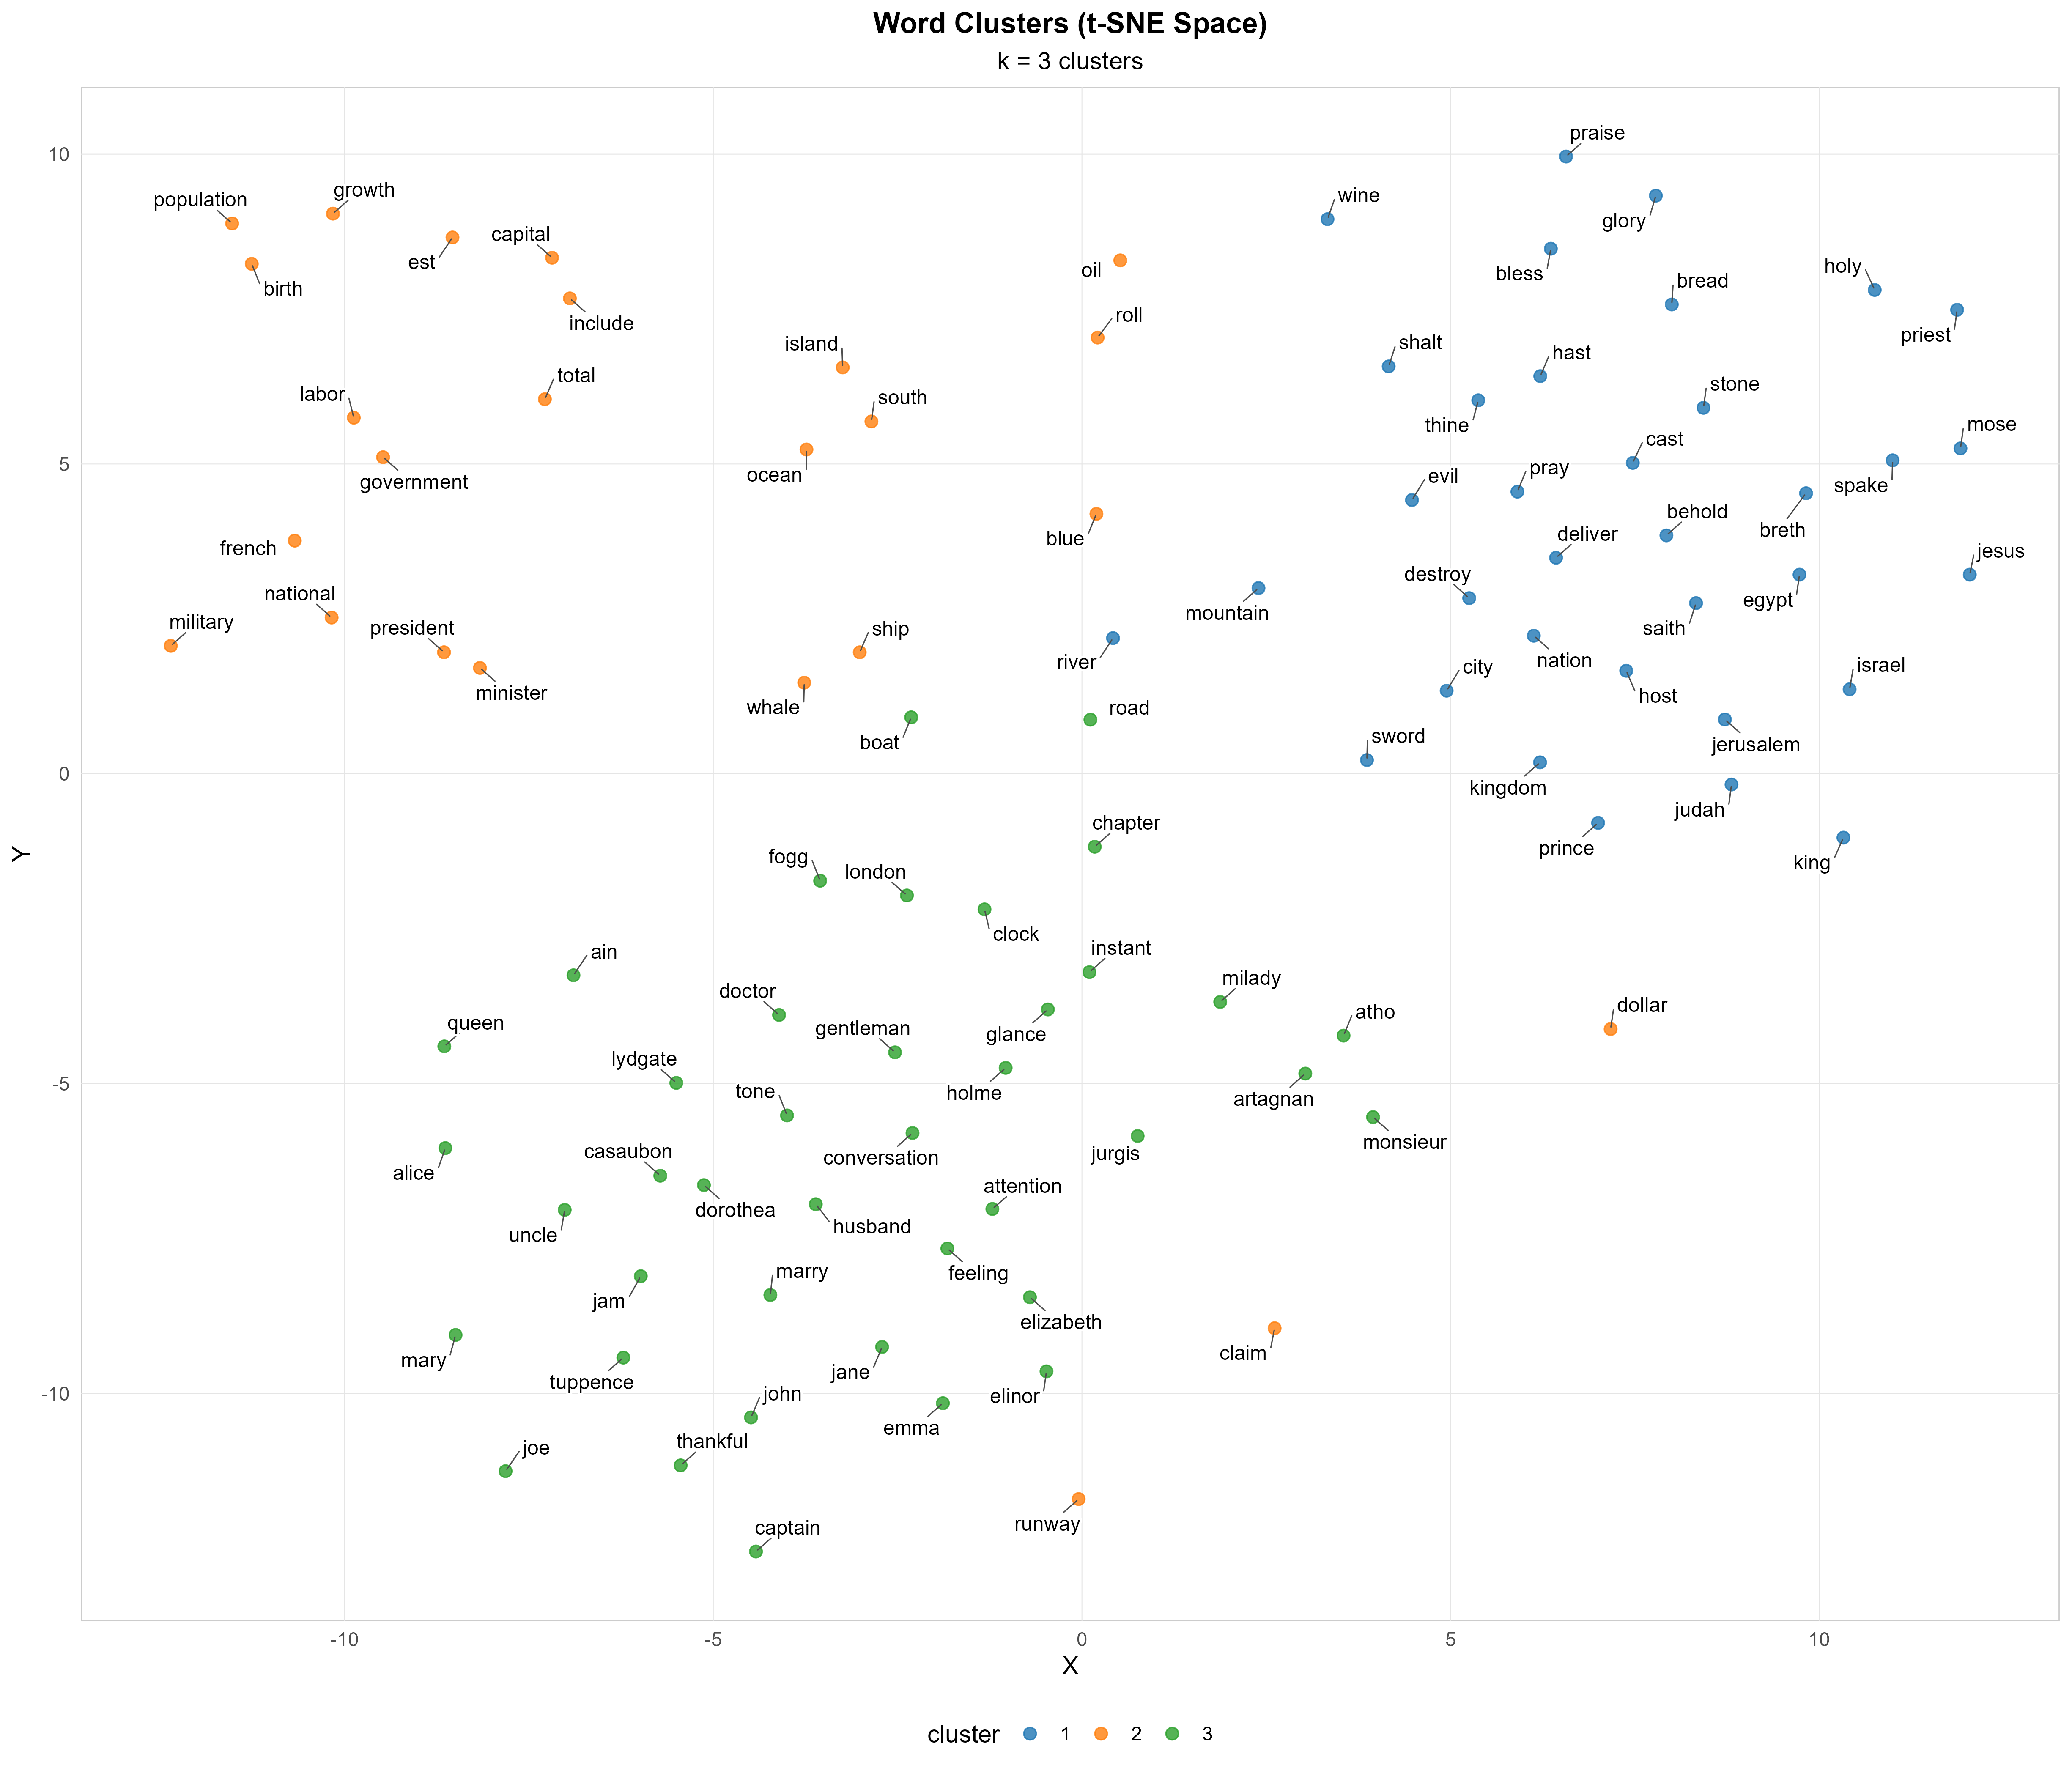 Word Clusters (t-SNE Space)
k = 3 clusters
praise
growth
population
wine
glory
capital
est
oil
bless
holy
bread
birth
include
roll
priest
island
shalt
hast
total
stone
labor
south
thine
mose
cast
government
ocean
evil
pray
spake
behold
breth
blue
deliver
french
jesus
destroy
national
egypt
mountain
military
president
ship
saith
river
nation
city
israel
minister
host
whale
road
boat
sword
jerusalem
kingdom
judah
chapter
prince
fogg
king
london
clock
ain
instant
doctor
milady
dollar
atho
queen
gentleman
glance
lydgate
tone
holme
artagnan
monsieur
casaubon
conversation
jurgis
alice
attention
dorothea
husband
uncle
marry
feeling
jam
elizabeth
claim
mary
jane
tuppence
john
elinor
emma
thankful
joe
runway
captain
10
5
0
-5
-10
Y
-10 -5 0 5 10
X
cluster 1 2 3